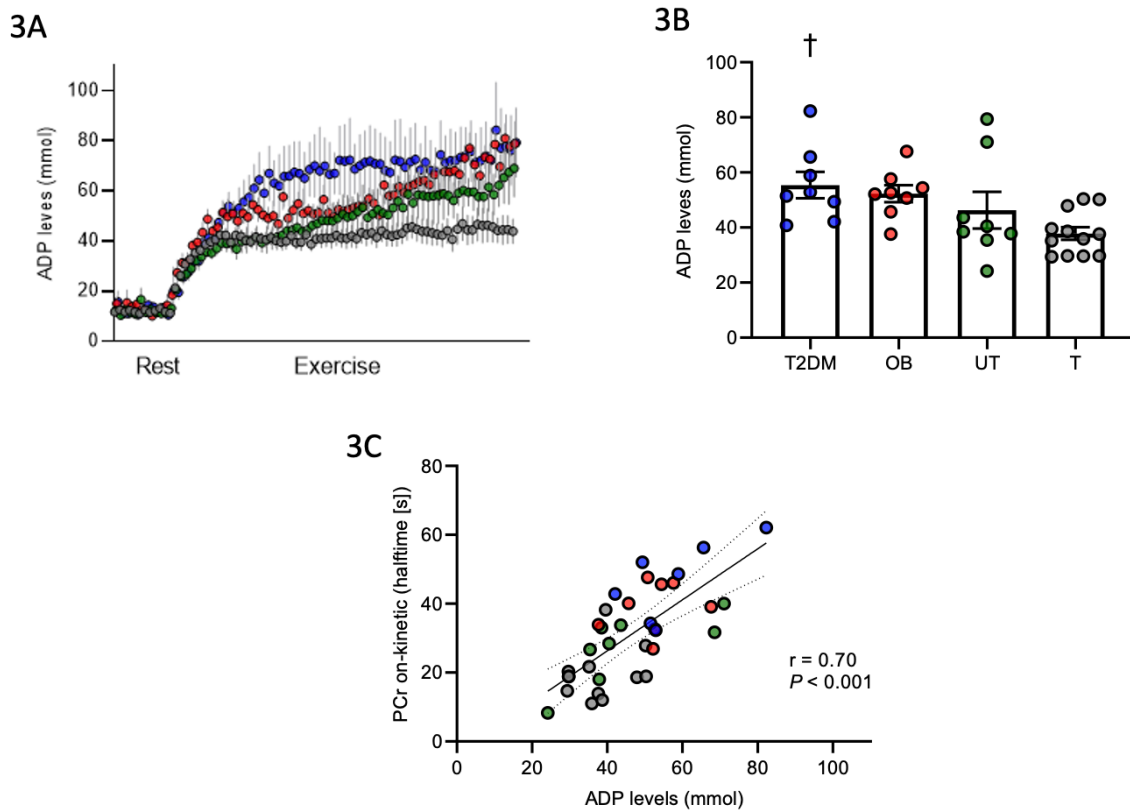 3A
ADP leves (mmol)
100
80
60
40
20
0
Rest
Exercise
3B
†
ADP leves (mmol)
100
80
60
40
20
0
T2DM
OB
UT
T
3C
PCr on-kinetic (halftime [s])
80
60
40
20
0
r = 0.70
P < 0.001
0
20
40
60
80
100
ADP levels (mmol)